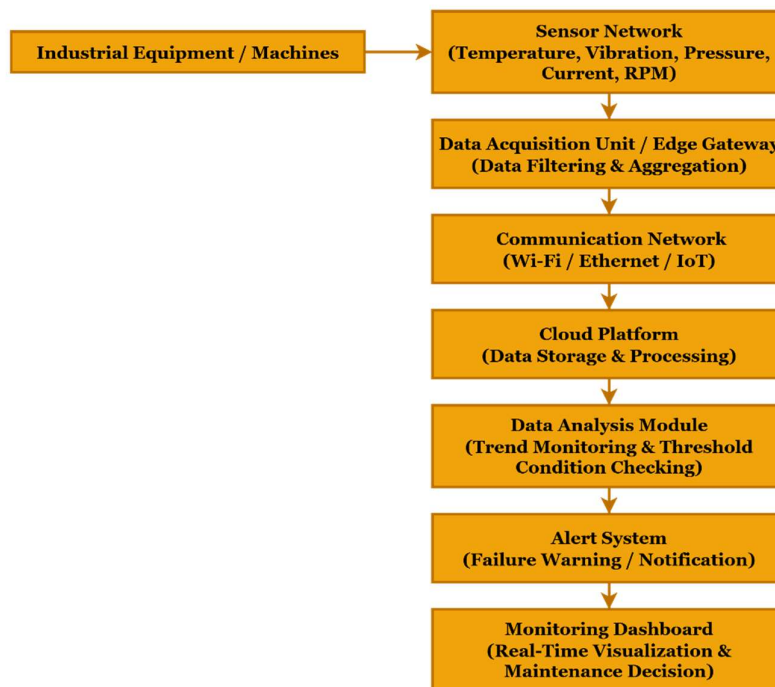 Industrial Equipment / Machines
Sensor Network
(Temperature, Vibration, Pressure,
Current, RPM)
Data Acquisition Unit / Edge Gateway
(Data Filtering & Aggregation)
Communication Network
(Wi-Fi / Ethernet / IoT)
Cloud Platform
(Data Storage & Processing)
Data Analysis Module
(Trend Monitoring & Threshold
Condition Checking)
Alert System
(Failure Warning / Notification)
Monitoring Dashboard
(Real-Time Visualization &
Maintenance Decision)